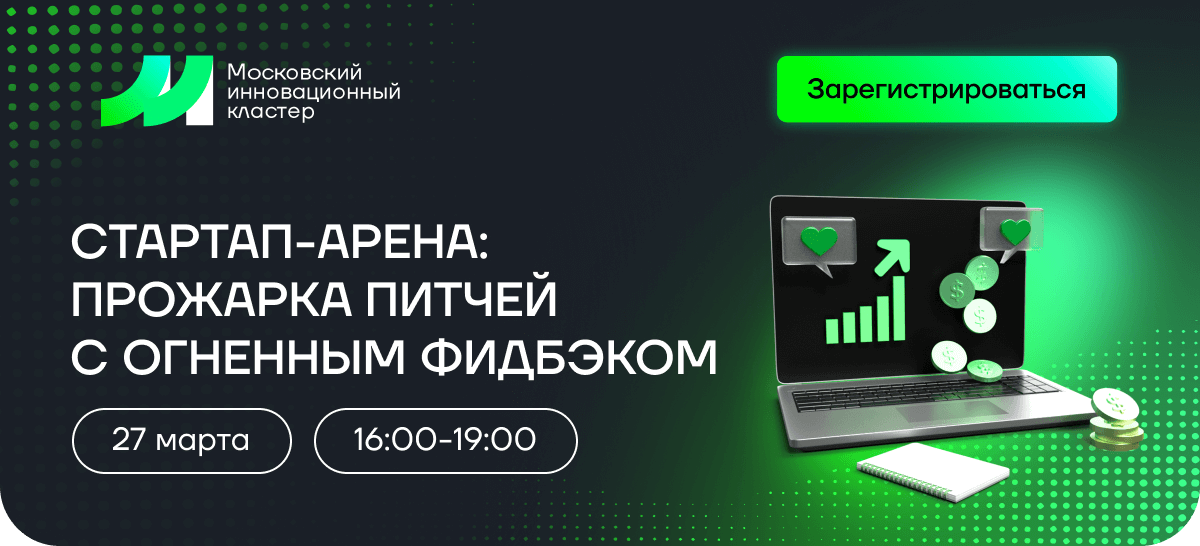 Московский
инновационный
кластер
Зарегистрироваться
СТАРТАП-АРЕНА:
ПРОЖАРКА ПИТЧЕЙ
С ОГНЕННЫМ ФИДБЭКОМ
27 марта
16:00-19:00